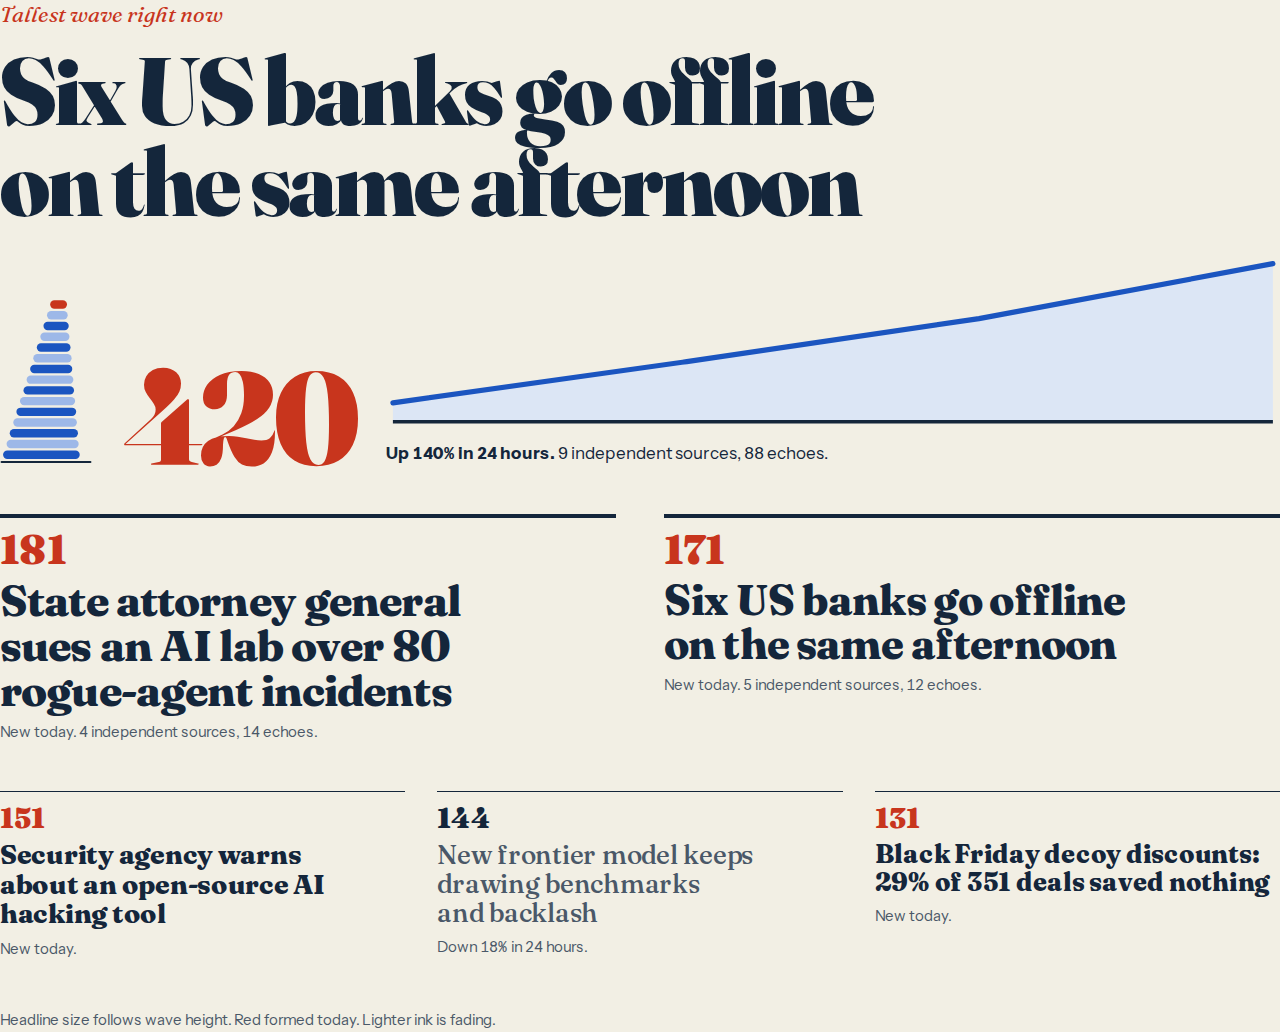 Tallest wave right now
Six US banks go offline
on the same afternoon
420
Up 140% in 24 hours. 9 independent sources, 88 echoes.
181
State attorney general
sues an AI lab over 80
rogue-agent incidents
New today. 4 independent sources, 14 echoes.
171
Six US banks go offline
on the same afternoon
New today. 5 independent sources, 12 echoes.
151
Security agency warns
about an open-source AI
hacking tool
New today.
144
New frontier model keeps
drawing benchmarks
and backlash
Down 18% in 24 hours.
131
Black Friday decoy discounts:
29% of 351 deals saved nothing
New today.
Headline size follows wave height. Red formed today. Lighter ink is fading.